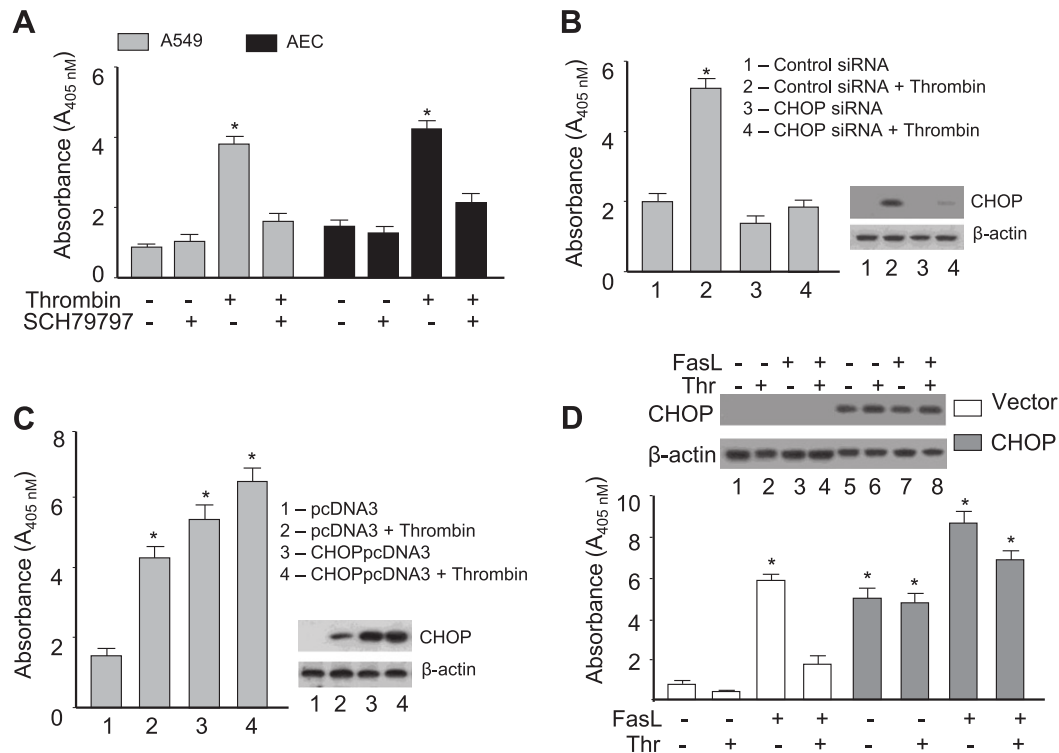 A
A549 AEC
Absorbance (A405 nM)
6
4
2
0
Thrombin - - + + - - + +
SCH79797 - + - + - + - +
* *
B
Absorbance (A405 nM)
6
4
2
0
*
1 – Control siRNA
2 – Control siRNA + Thrombin
3 – CHOP siRNA
4 – CHOP siRNA + Thrombin
CHOP
β-actin
1 2 3 4
1 2 3 4
C
Absorbance (A405 nM)
8
6
4
2
0
* * *
1 – pcDNA3
2 – pcDNA3 + Thrombin
3 – CHOPpcDNA3
4 – CHOPpcDNA3 + Thrombin
CHOP
β-actin
1 2 3 4
1 2 3 4
D
FasL - - + + - - + +
Thr - + - + - + - +
CHOP
β-actin
1 2 3 4 5 6 7 8
Vector
CHOP
Absorbance (A405 nM)
10
8
6
4
2
* * * * *
FasL - - + + - - + +
Thr - + - + - + - +